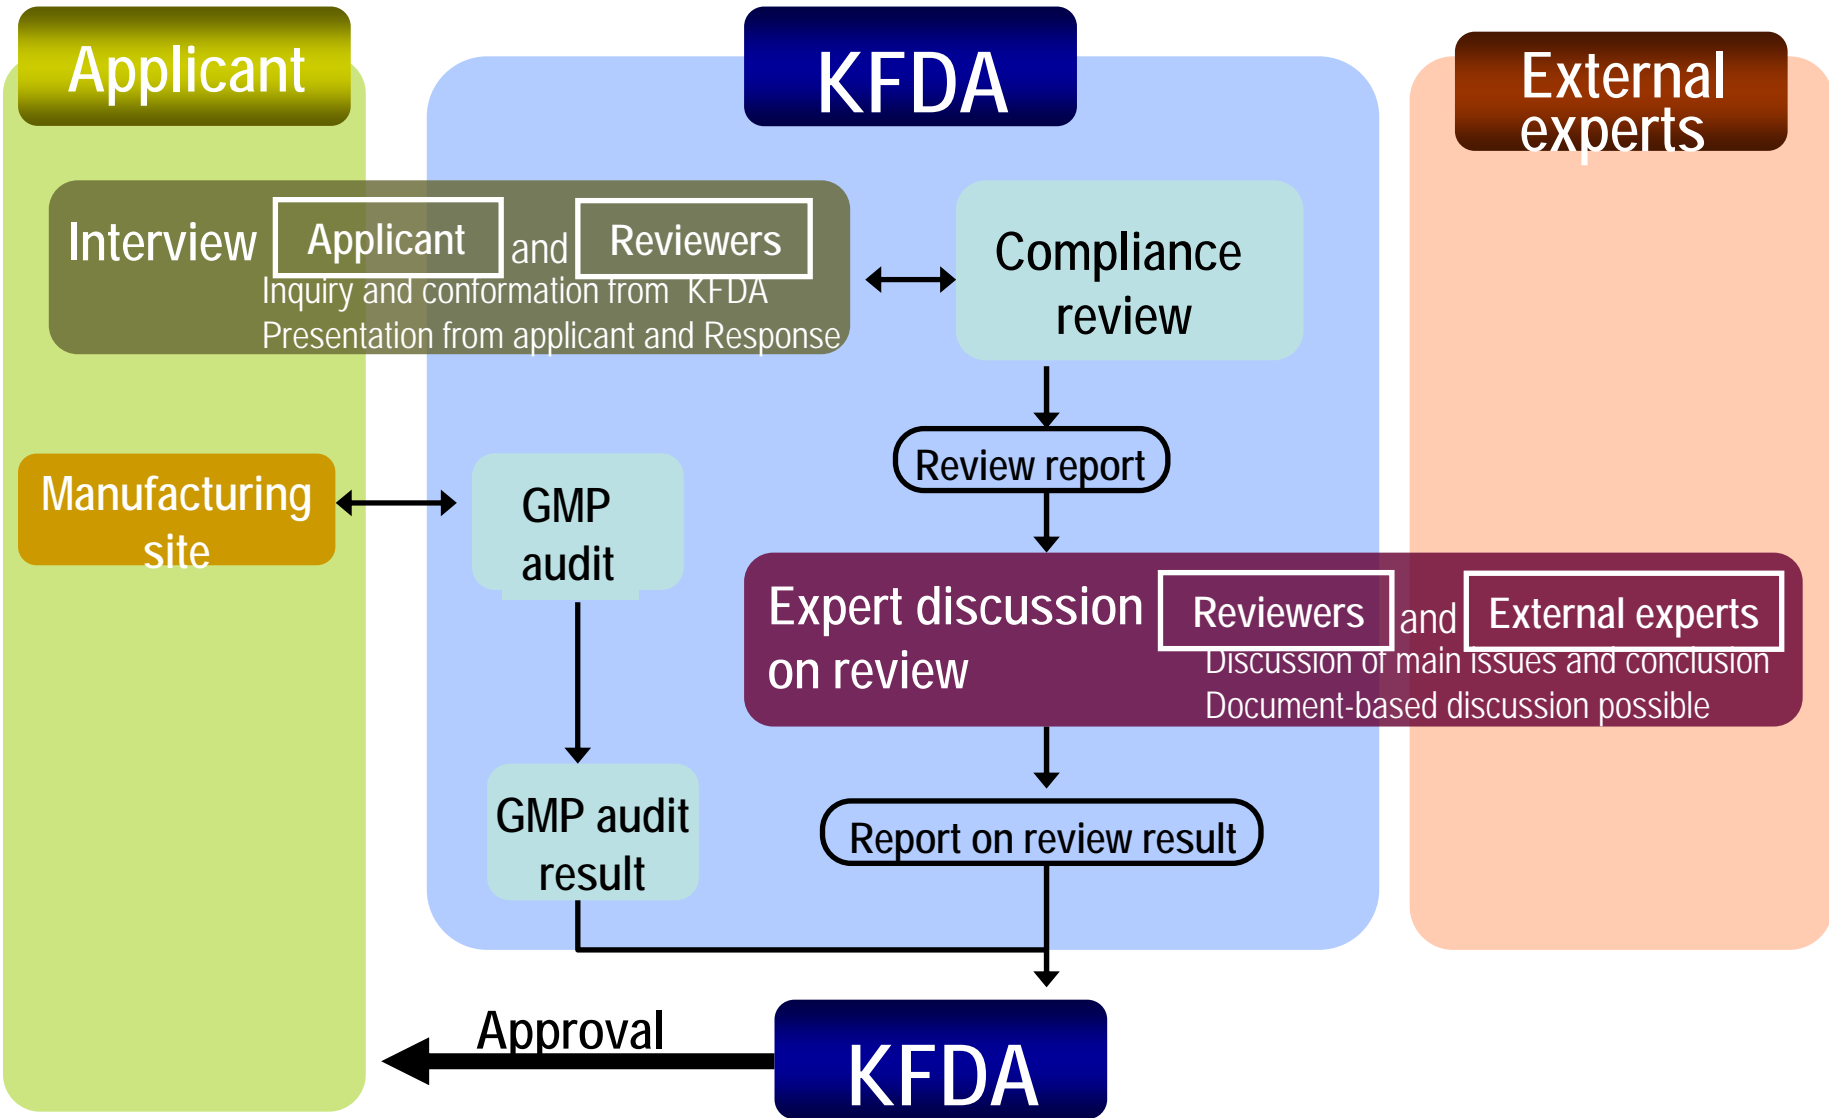 Applicant
KFDA
External
experts
Interview Applicant and Reviewers
Inquiry and conformation from KFDA
Presentation from applicant and Response
Compliance
review
Review report
Manufacturing
site
GMP
audit
Expert discussion
on review
Reviewers and External experts
Discussion of main issues and conclusion
Document-based discussion possible
GMP audit
result
Report on review result
Approval
KFDA